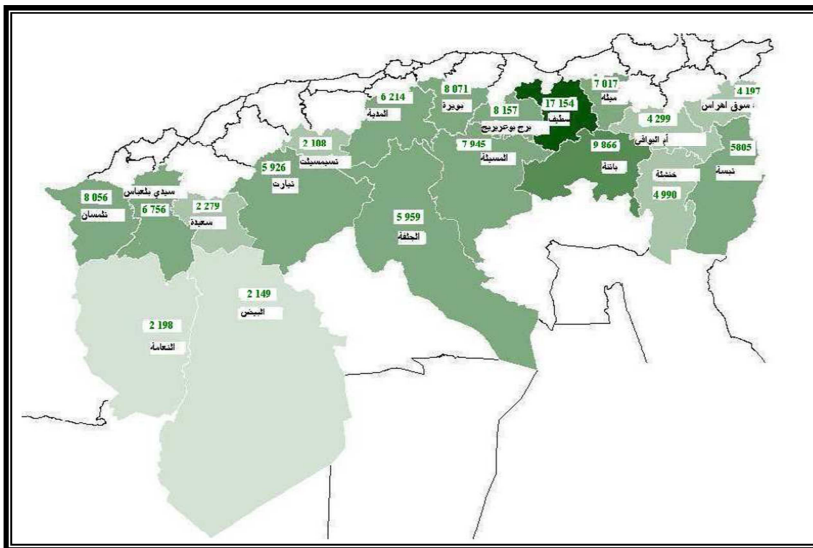 7 017
ميلة
4 197
سوق اهراس
8 071
بويرة
6 214
المدية
17 154
سطيف
8 157
برج بوعريريج
4 299
أم البواقي
2 108
تيسمسيلت
7 945
المسيلة
9 866
باتنة
5805
تبسة
5 926
تيارت
خنشلة
4 990
سيدي بلعباس
6 756
8 056
تلمسان
2 279
سعيدة
5 959
الجلفة
2 149
البيض
2 198
النعامة